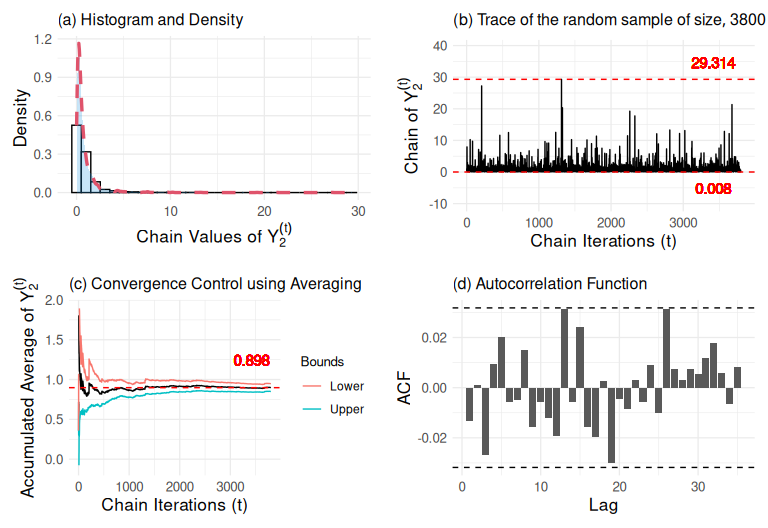 (a) Histogram and Density
1.2
0.9
0.6
0.3
0.0
Density
0
10
20
30
Chain Values of Y₂⁽ᵗ⁾
(b) Trace of the random sample of size, 3800
40
30
20
10
0
-10
Chain of Y₂⁽ᵗ⁾
29.314
0.008
0
1000
2000
3000
Chain Iterations (t)
(c) Convergence Control using Averaging
2.0
1.5
1.0
0.5
0.0
Accumulated Average of Y₂⁽ᵗ⁾
0.898
0
1000
2000
3000
Chain Iterations (t)
Bounds
Lower
Upper
(d) Autocorrelation Function
0.02
0.00
-0.02
ACF
0
10
20
30
Lag